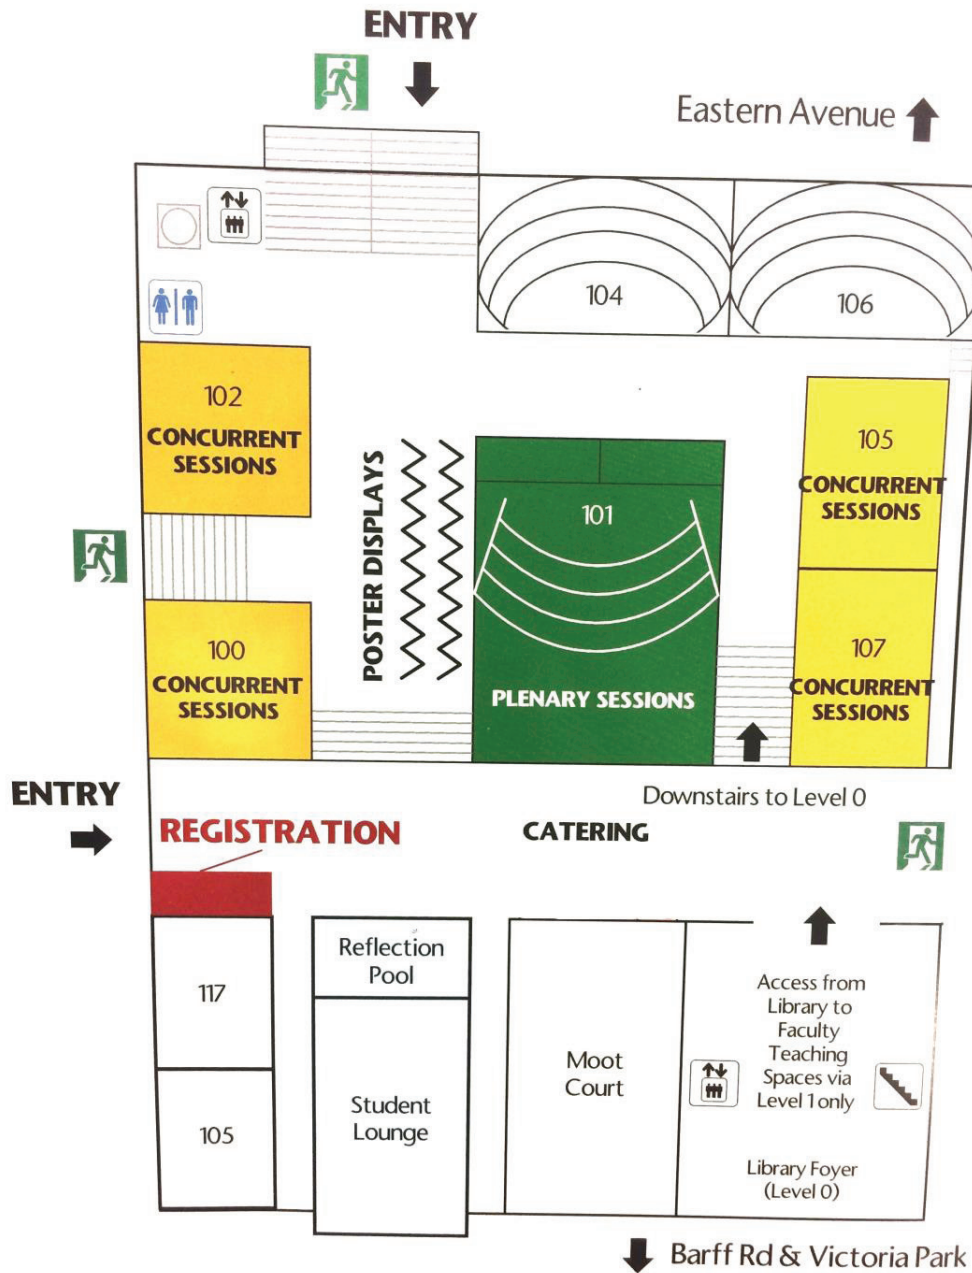 ENTRY
Eastern Avenue
104
106
102
CONCURRENT
SESSIONS
105
CONCURRENT
SESSIONS
POSTER DISPLAYS
101
PLENARY SESSIONS
100
CONCURRENT
SESSIONS
107
CONCURRENT
SESSIONS
ENTRY
Downstairs to Level 0
REGISTRATION
CATERING
117
105
Reflection
Pool
Student
Lounge
Moot
Court
Access from
Library to
Faculty
Teaching
Spaces via
Level 1 only
Library Foyer
(Level 0)
Barff Rd & Victoria Park